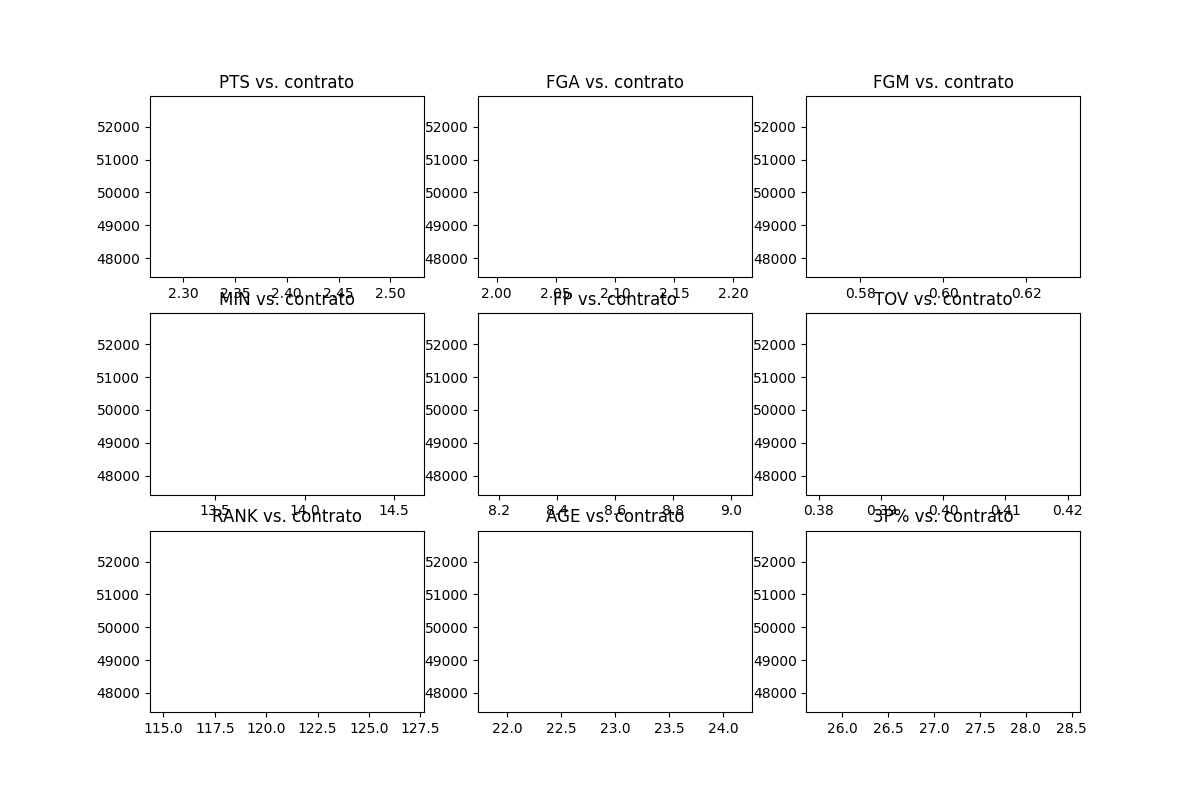 PTS vs. contrato
FGA vs. contrato
FGM vs. contrato
52000
51000
50000
49000
48000
2.30 2.35 2.40 2.45 2.50
52000
51000
50000
49000
48000
2.00 2.05 2.10 2.15 2.20
52000
51000
50000
49000
48000
0.58 0.60 0.62
MIN vs. contrato
FP vs. contrato
TOV vs. contrato
52000
51000
50000
49000
48000
13.5 14.0 14.5
52000
51000
50000
49000
48000
8.2 8.4 8.6 8.8 9.0
52000
51000
50000
49000
48000
0.38 0.39 0.40 0.41 0.42
RANK vs. contrato
AGE vs. contrato
3P% vs. contrato
52000
51000
50000
49000
48000
115.0 117.5 120.0 122.5 125.0 127.5
52000
51000
50000
49000
48000
22.0 22.5 23.0 23.5 24.0
52000
51000
50000
49000
48000
26.0 26.5 27.0 27.5 28.0 28.5